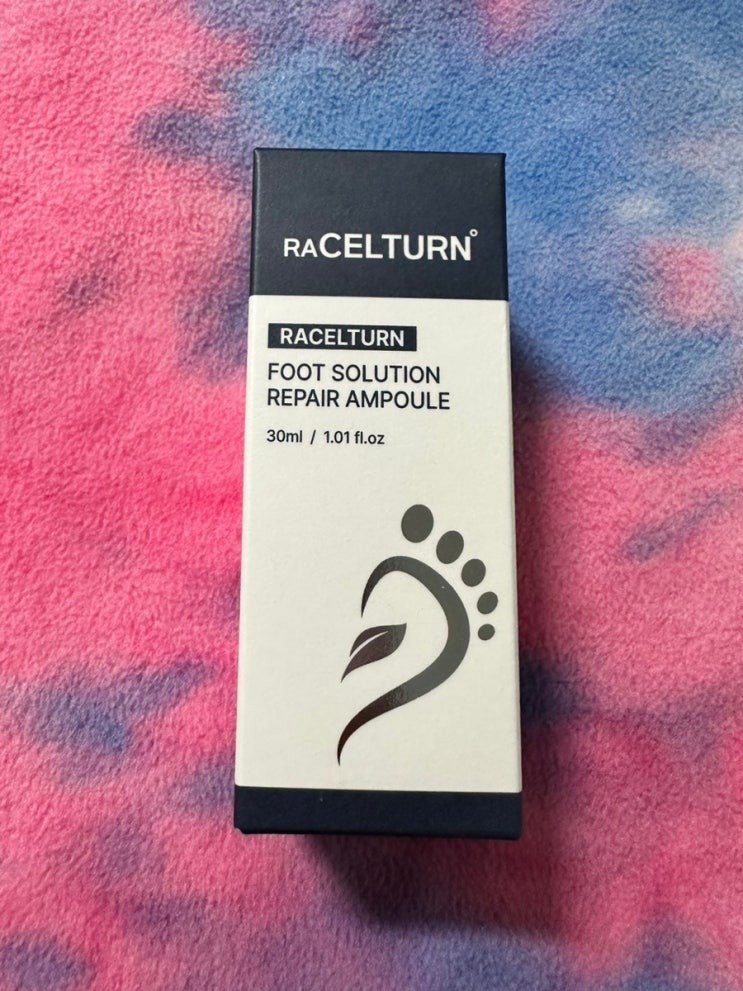 RACELTURN°
RACELTURN
FOOT SOLUTION
REPAIR AMPOULE
30ml / 1.01 fl.oz